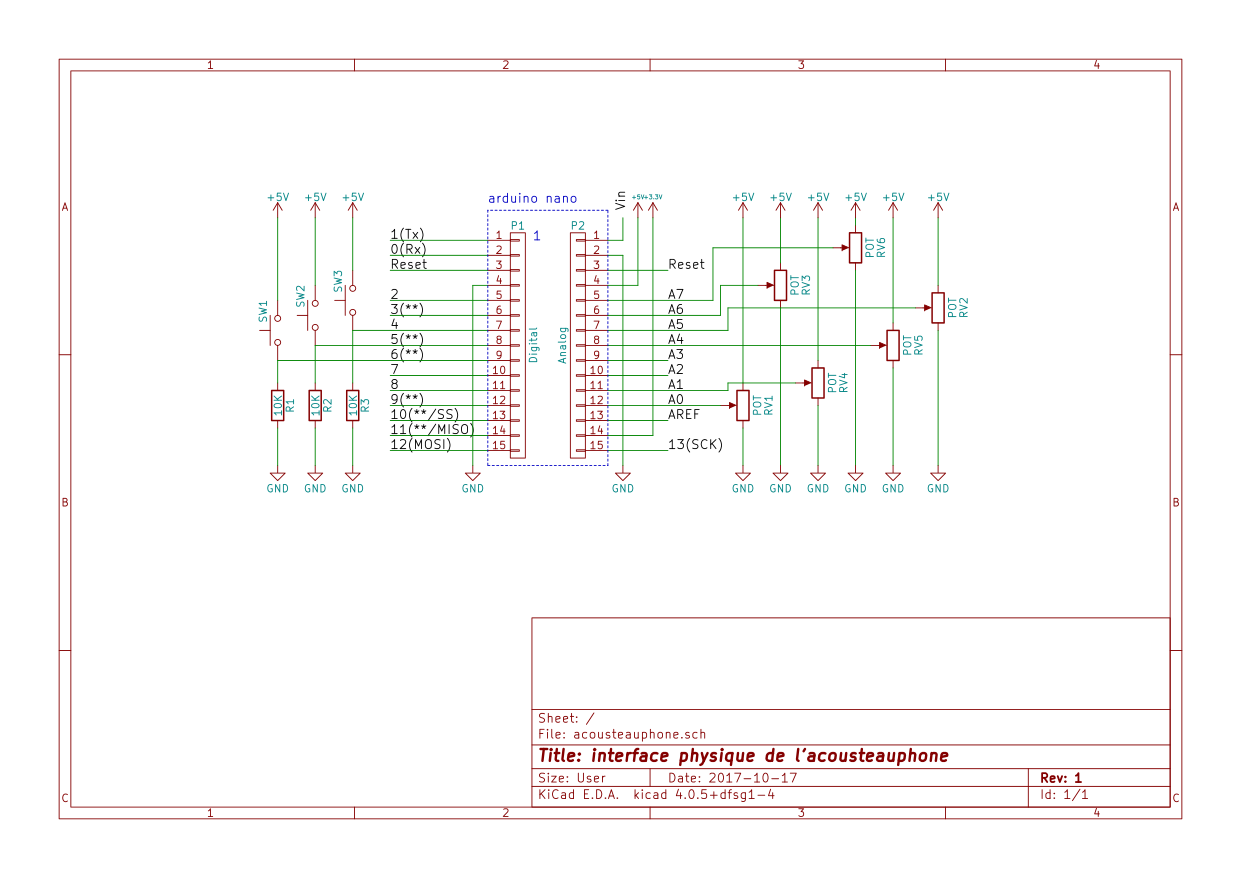 1 2 3 4
A A
B B
C C
1 2 3 4
+5V +5V +5V
SW1
SW2
SW3
10K R1
10K R2
10K R3
GND GND GND GND
arduino nano
P1 1 P2
Digital
Analog
1(Tx) 1
0(Rx) 2
Reset 3
4
2 5
3(**) 6
4 7
5(**) 8
6(**) 9
7 10
8 11
9(**) 12
10(**/SS) 13
11(**/MISO) 14
12(MOSI) 15
Vin
+5V +3.3V
1
2
3 Reset
4
5 A7
6 A6
7 A5
8 A4
9 A3
10 A2
11 A1
12 A0
13 AREF
14
15 13(SCK)
GND
+5V +5V +5V +5V +5V +5V
POT RV6
POT RV3
POT RV2
POT RV5
POT RV4
POT RV1
GND GND GND GND GND GND
Sheet: /
File: acousteauphone.sch
Title: interface physique de l'acousteauphone
Size: User Date: 2017-10-17 Rev: 1
KiCad E.D.A. kicad 4.0.5+dfsg1-4 Id: 1/1